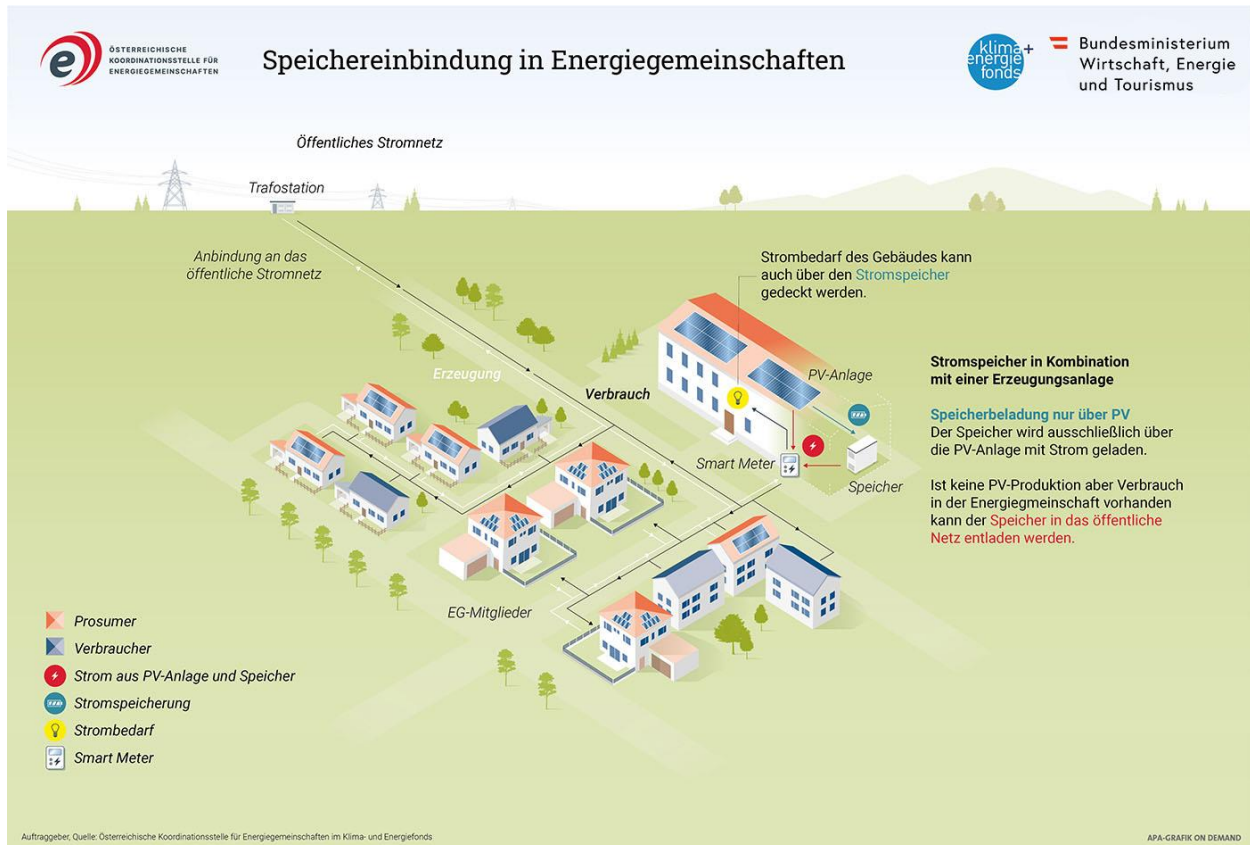 ÖSTERREICHISCHE
KOORDINATIONSSTELLE FÜR
ENERGIEGEMEINSCHAFTEN
Speichereinbindung in Energiegemeinschaften
klima+
energie
fonds
Bundesministerium
Wirtschaft, Energie
und Tourismus
Öffentliches Stromnetz
Trafostation
Anbindung an das
öffentliche Stromnetz
Strombedarf des Gebäudes kann
auch über den Stromspeicher
gedeckt werden.
Erzeugung
Verbrauch
PV-Anlage
Smart Meter
Speicher
Stromspeicher in Kombination
mit einer Erzeugungsanlage
Speicherbeladung nur über PV
Der Speicher wird ausschließlich über
die PV-Anlage mit Strom geladen.
Ist keine PV-Produktion aber Verbrauch
in der Energiegmeinschaft vorhanden
kann der Speicher in das öffentliche
Netz entladen werden.
EG-Mitglieder
Prosumer
Verbraucher
Strom aus PV-Anlage und Speicher
Stromspeicherung
Strombedarf
Smart Meter
Auftraggeber, Quelle: Österreichische Koordinationsstelle für Energiegemeinschaften im Klima- und Energiefonds
APA-GRAFIK ON DEMAND